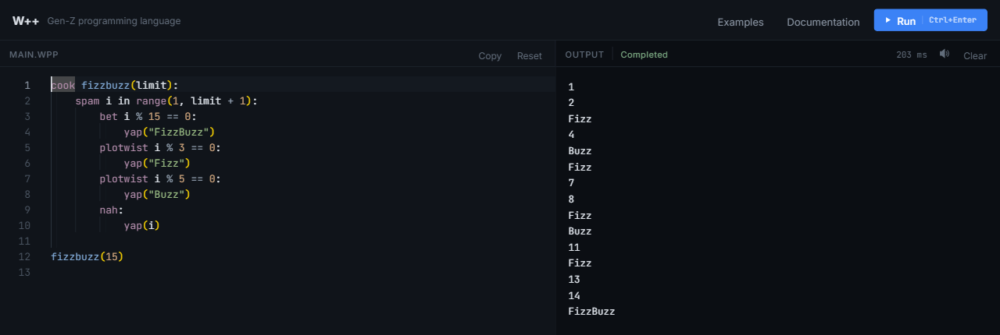 W++ Gen-Z programming language Examples Documentation Run Ctrl+Enter
MAIN.WPP Copy Reset
1 cook fizzbuzz(limit):
2     spam i in range(1, limit + 1):
3         bet i % 15 == 0:
4             yap("FizzBuzz")
5         plotwist i % 3 == 0:
6             yap("Fizz")
7         plotwist i % 5 == 0:
8             yap("Buzz")
9         nah:
10             yap(i)
11
12 fizzbuzz(15)
13
OUTPUT Completed 203 ms Clear
1
2
Fizz
4
Buzz
Fizz
7
8
Fizz
Buzz
11
Fizz
13
14
FizzBuzz